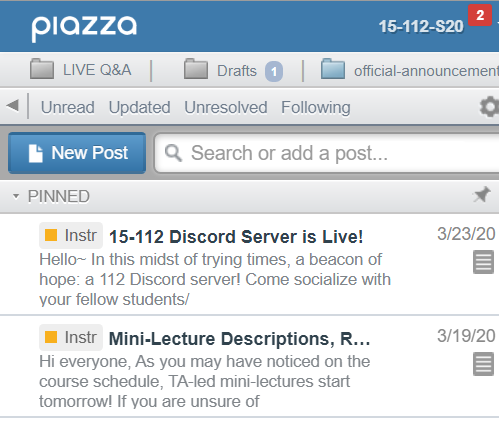 piazza
15-112-S20
2
LIVE Q&A
Drafts 1
official-announcement
Unread Updated Unresolved Following
New Post
Search or add a post...
PINNED
Instr 15-112 Discord Server is Live! 3/23/20
Hello~ In this midst of trying times, a beacon of
hope: a 112 Discord server! Come socialize with
your fellow students/
Instr Mini-Lecture Descriptions, R… 3/19/20
Hi everyone, As you may have noticed on the
course schedule, TA-led mini-lectures start
tomorrow! If you are unsure of